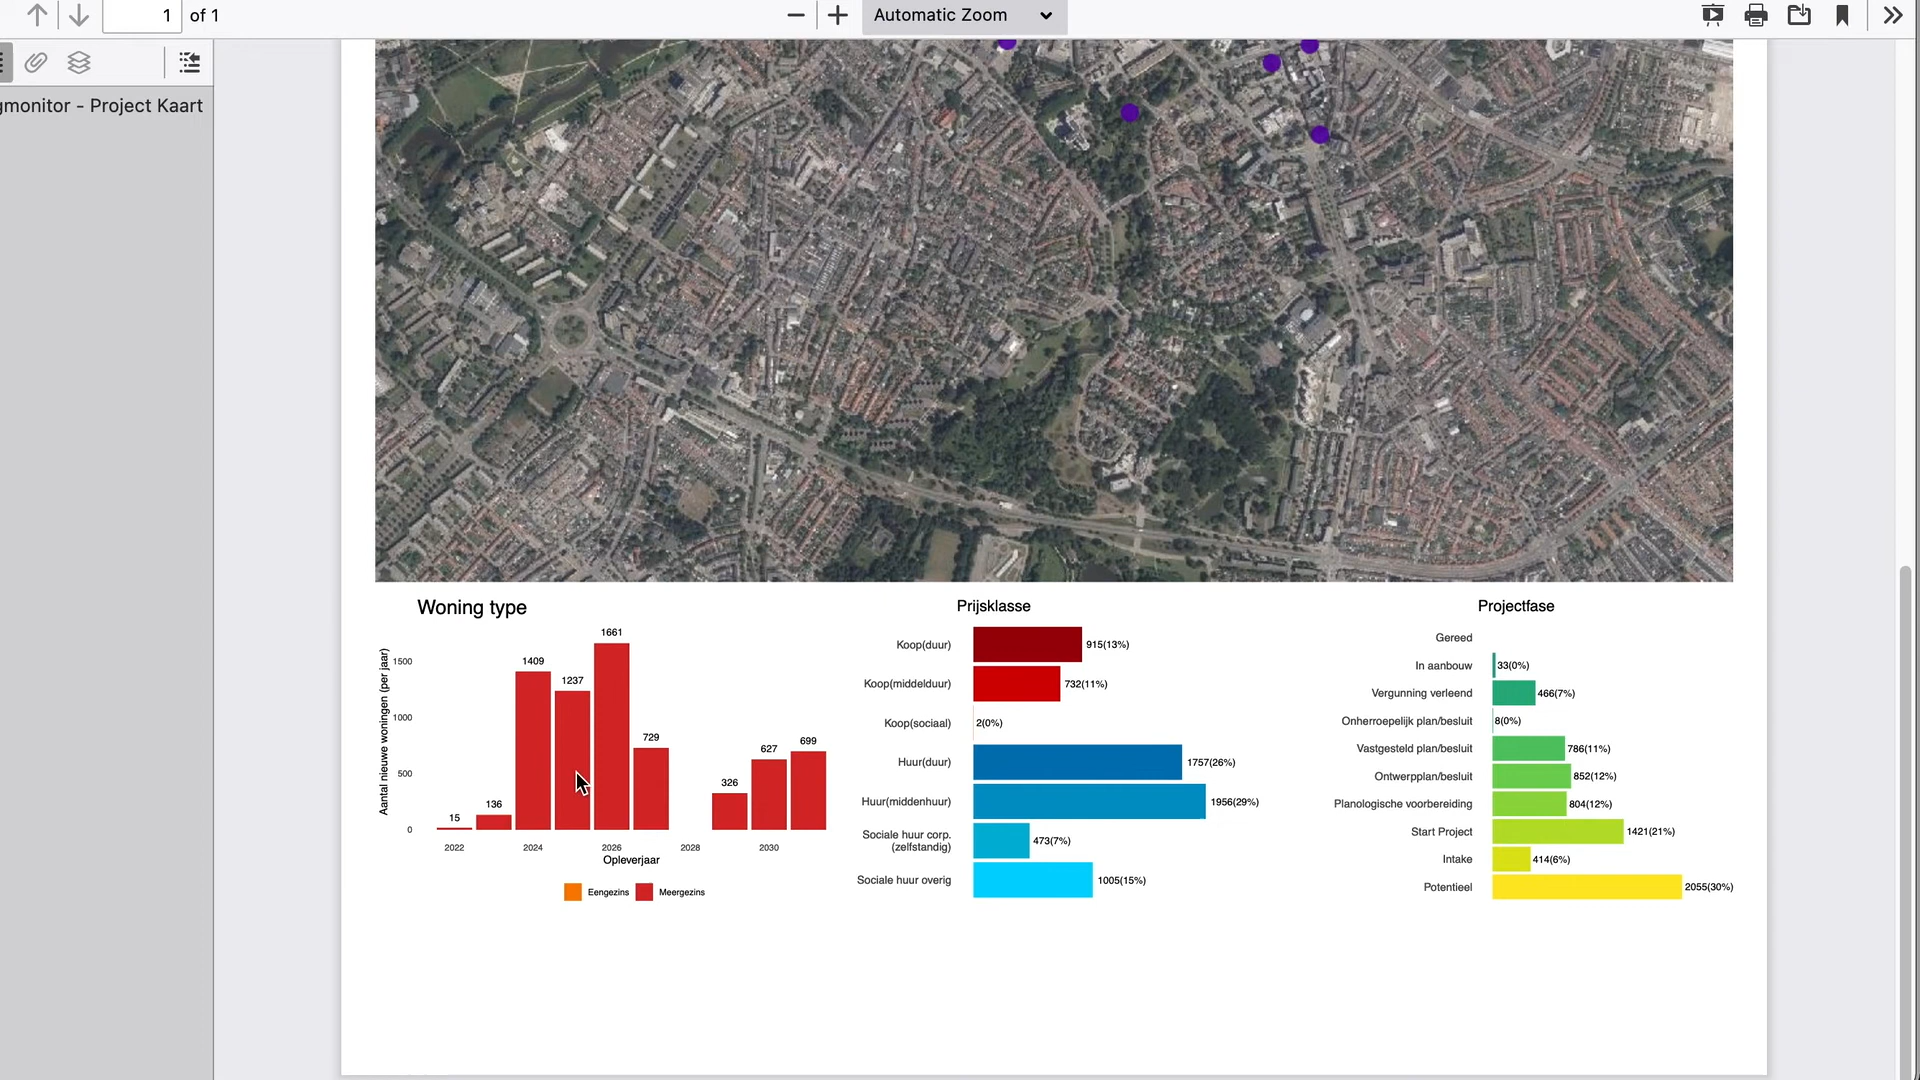 1 of 1
Automatic Zoom
gmonitor - Project Kaart
Woning type
Aantal nieuwe woningen (per jaar)
1500
1000
500
0
15
136
1409
1237
1661
729
326
627
699
2022
2024
2026
2028
2030
Opleverjaar
Eengezins
Meergezins
Prijsklasse
Koop(duur)
915(13%)
Koop(middelduur)
732(11%)
Koop(sociaal)
2(0%)
Huur(duur)
1757(26%)
Huur(middenhuur)
1956(29%)
Sociale huur corp.
(zelfstandig)
473(7%)
Sociale huur overig
1005(15%)
Projectfase
Gereed
In aanbouw
33(0%)
Vergunning verleend
466(7%)
Onherroepelijk plan/besluit
8(0%)
Vastgesteld plan/besluit
786(11%)
Ontwerpplan/besluit
852(12%)
Planologische voorbereiding
804(12%)
Start Project
1421(21%)
Intake
414(6%)
Potentieel
2055(30%)